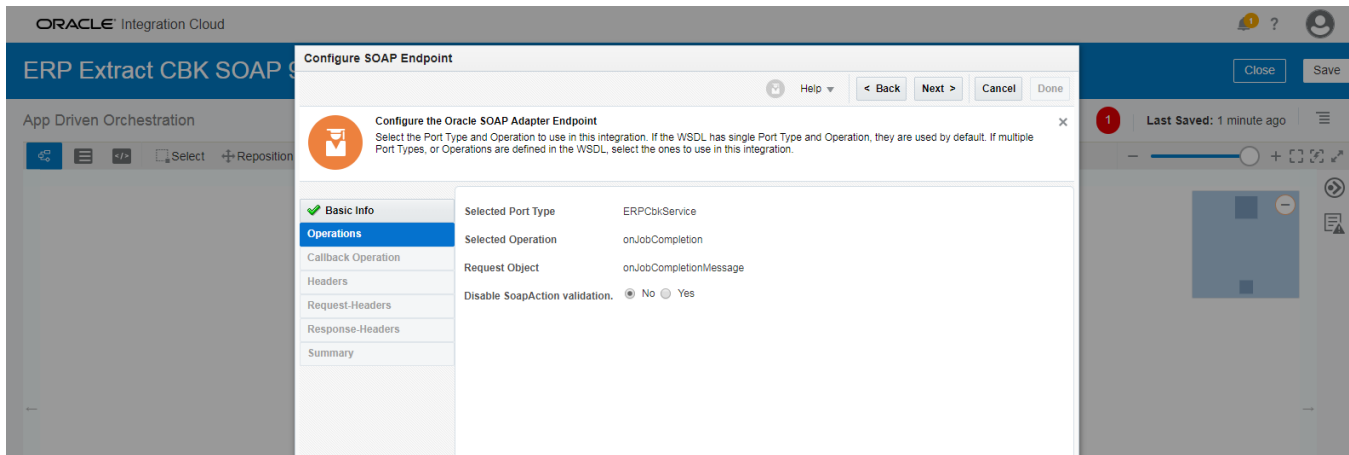 ORACLE Integration Cloud
1
?
ERP Extract CBK SOAP
Close
Save
App Driven Orchestration
1
Last Saved: 1 minute ago
Select
Reposition
Configure SOAP Endpoint
Help
< Back
Next >
Cancel
Done
Configure the Oracle SOAP Adapter Endpoint
Select the Port Type and Operation to use in this integration. If the WSDL has single Port Type and Operation, they are used by default. If multiple
Port Types, or Operations are defined in the WSDL, select the ones to use in this integration.
Basic Info
Operations
Callback Operation
Headers
Request-Headers
Response-Headers
Summary
Selected Port Type ERPCbkService
Selected Operation onJobCompletion
Request Object onJobCompletionMessage
Disable SoapAction validation. No Yes